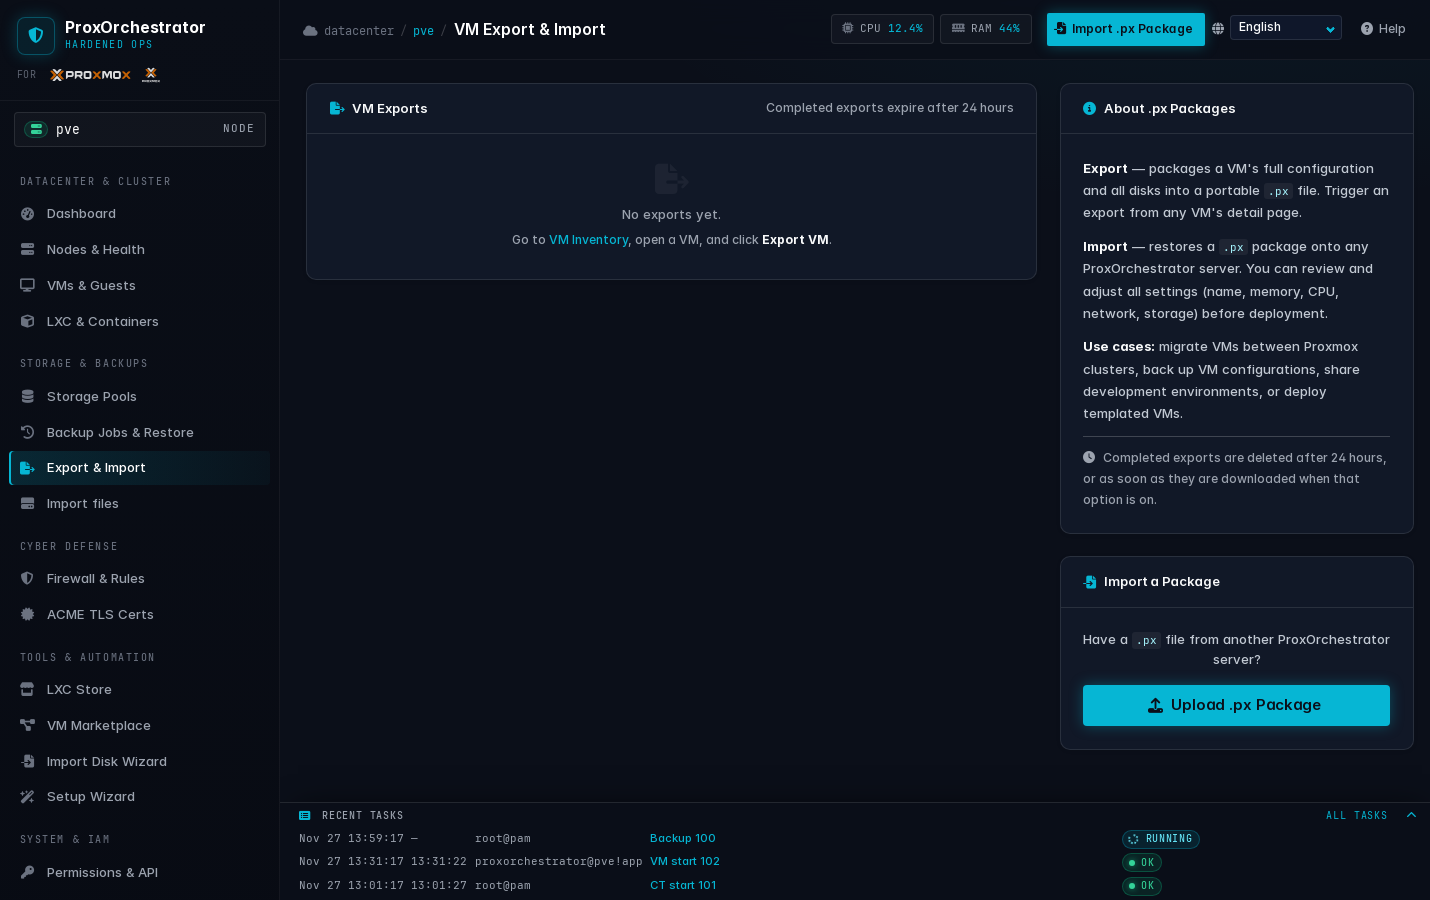 ProxOrchestrator
HARDENED OPS
FOR PROXMOX
pve NODE
DATACENTER & CLUSTER
Dashboard
Nodes & Health
VMs & Guests
LXC & Containers
STORAGE & BACKUPS
Storage Pools
Backup Jobs & Restore
Export & Import
Import files
CYBER DEFENSE
Firewall & Rules
ACME TLS Certs
TOOLS & AUTOMATION
LXC Store
VM Marketplace
Import Disk Wizard
Setup Wizard
SYSTEM & IAM
Permissions & API
datacenter / pve / VM Export & Import
CPU 12.4%
RAM 44%
Import .px Package
English
Help
VM Exports
Completed exports expire after 24 hours
No exports yet.
Go to VM Inventory, open a VM, and click Export VM.
About .px Packages
Export — packages a VM's full configuration
and all disks into a portable .px file. Trigger an
export from any VM's detail page.
Import — restores a .px package onto any
ProxOrchestrator server. You can review and
adjust all settings (name, memory, CPU,
network, storage) before deployment.
Use cases: migrate VMs between Proxmox
clusters, back up VM configurations, share
development environments, or deploy
templated VMs.
Completed exports are deleted after 24 hours,
or as soon as they are downloaded when that
option is on.
Import a Package
Have a .px file from another ProxOrchestrator
server?
Upload .px Package
RECENT TASKS
ALL TASKS
Nov 27 13:59:17 — root@pam Backup 100 RUNNING
Nov 27 13:31:17 13:31:22 proxorchestrator@pve!app VM start 102 OK
Nov 27 13:01:17 13:01:27 root@pam CT start 101 OK